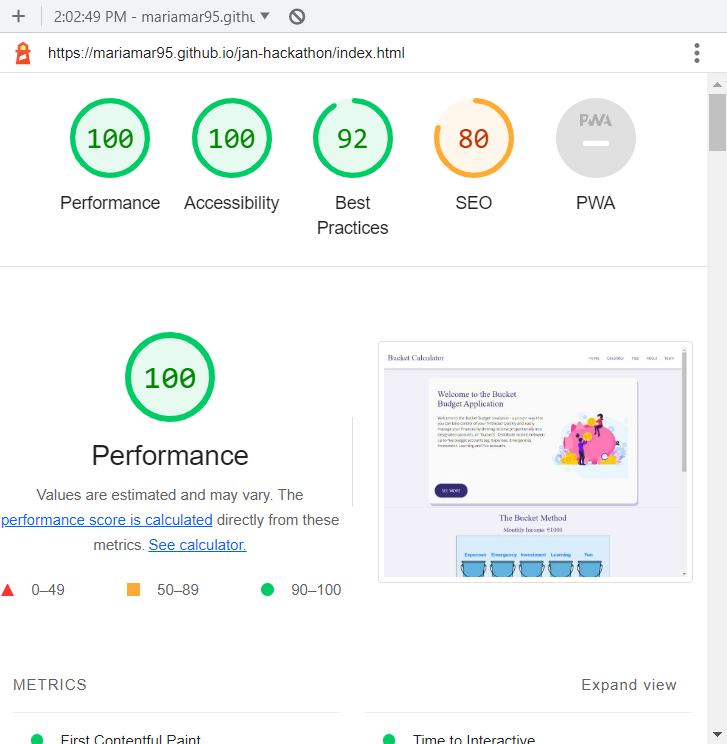 2:02:49 PM - mariamar95.githu
https://mariamar95.github.io/jan-hackathon/index.html
100
100
92
80
PWA
Performance
Accessibility
Best
Practices
SEO
PWA
100
Performance
Values are estimated and may vary. The
performance score is calculated directly from these
metrics. See calculator.
0–49
50–89
90–100
Bucket Calculator
Home
Calculator
FAQ
About
Team
Welcome to the Bucket
Budget Application
SEE MORE
The Bucket Method
Monthly Income: €1000
Expenses
Emergency
Investment
Learning
Fun
METRICS
Expand view
First Contentful Paint
Time to Interactive